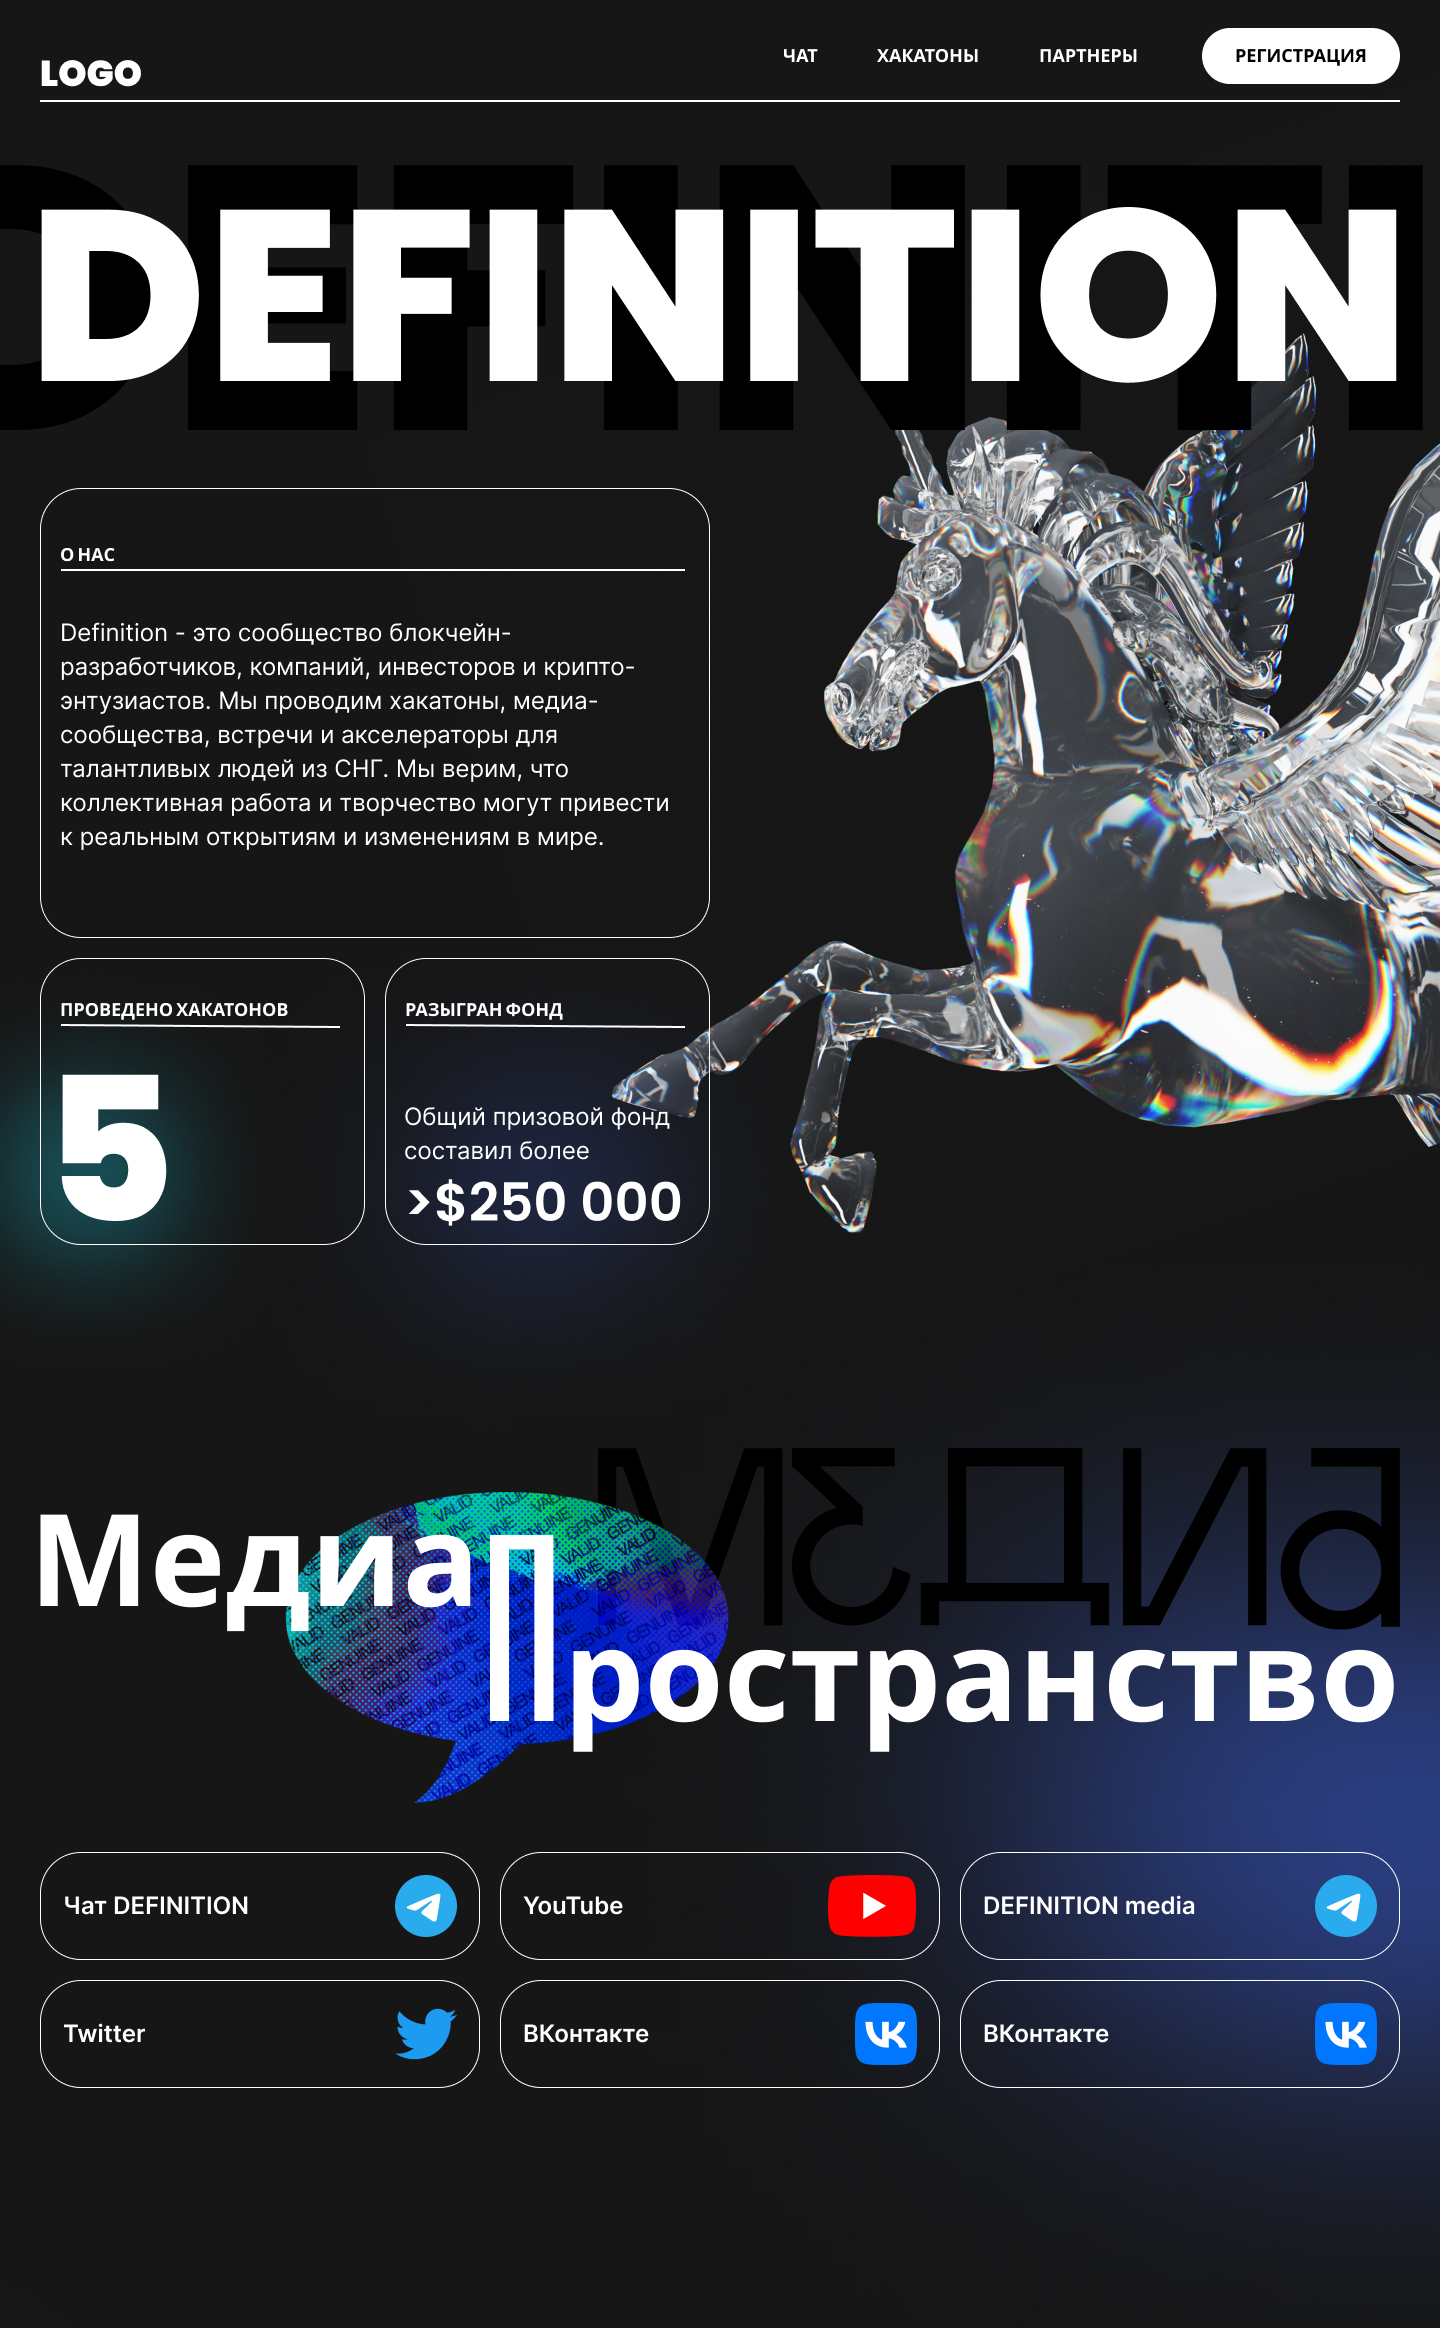 LOGO
ЧАТ
ХАКАТОНЫ
ПАРТНЕРЫ
РЕГИСТРАЦИЯ
DEFINITI
DEFINITION
О НАС
Definition - это сообщество блокчейн-
разработчиков, компаний, инвесторов и крипто-
энтузиастов. Мы проводим хакатоны, медиа-
сообщества, встречи и акселераторы для
талантливых людей из СНГ. Мы верим, что
коллективная работа и творчество могут привести
к реальным открытиям и изменениям в мире.
ПРОВЕДЕНО ХАКАТОНОВ
5
РАЗЫГРАН ФОНД
Общий призовой фонд
составил более
>$250 000
МЕДИа
Медиа
Пространство
VALID GENUINE
Чат DEFINITION
YouTube
DEFINITION media
Twitter
ВКонтакте
ВКонтакте